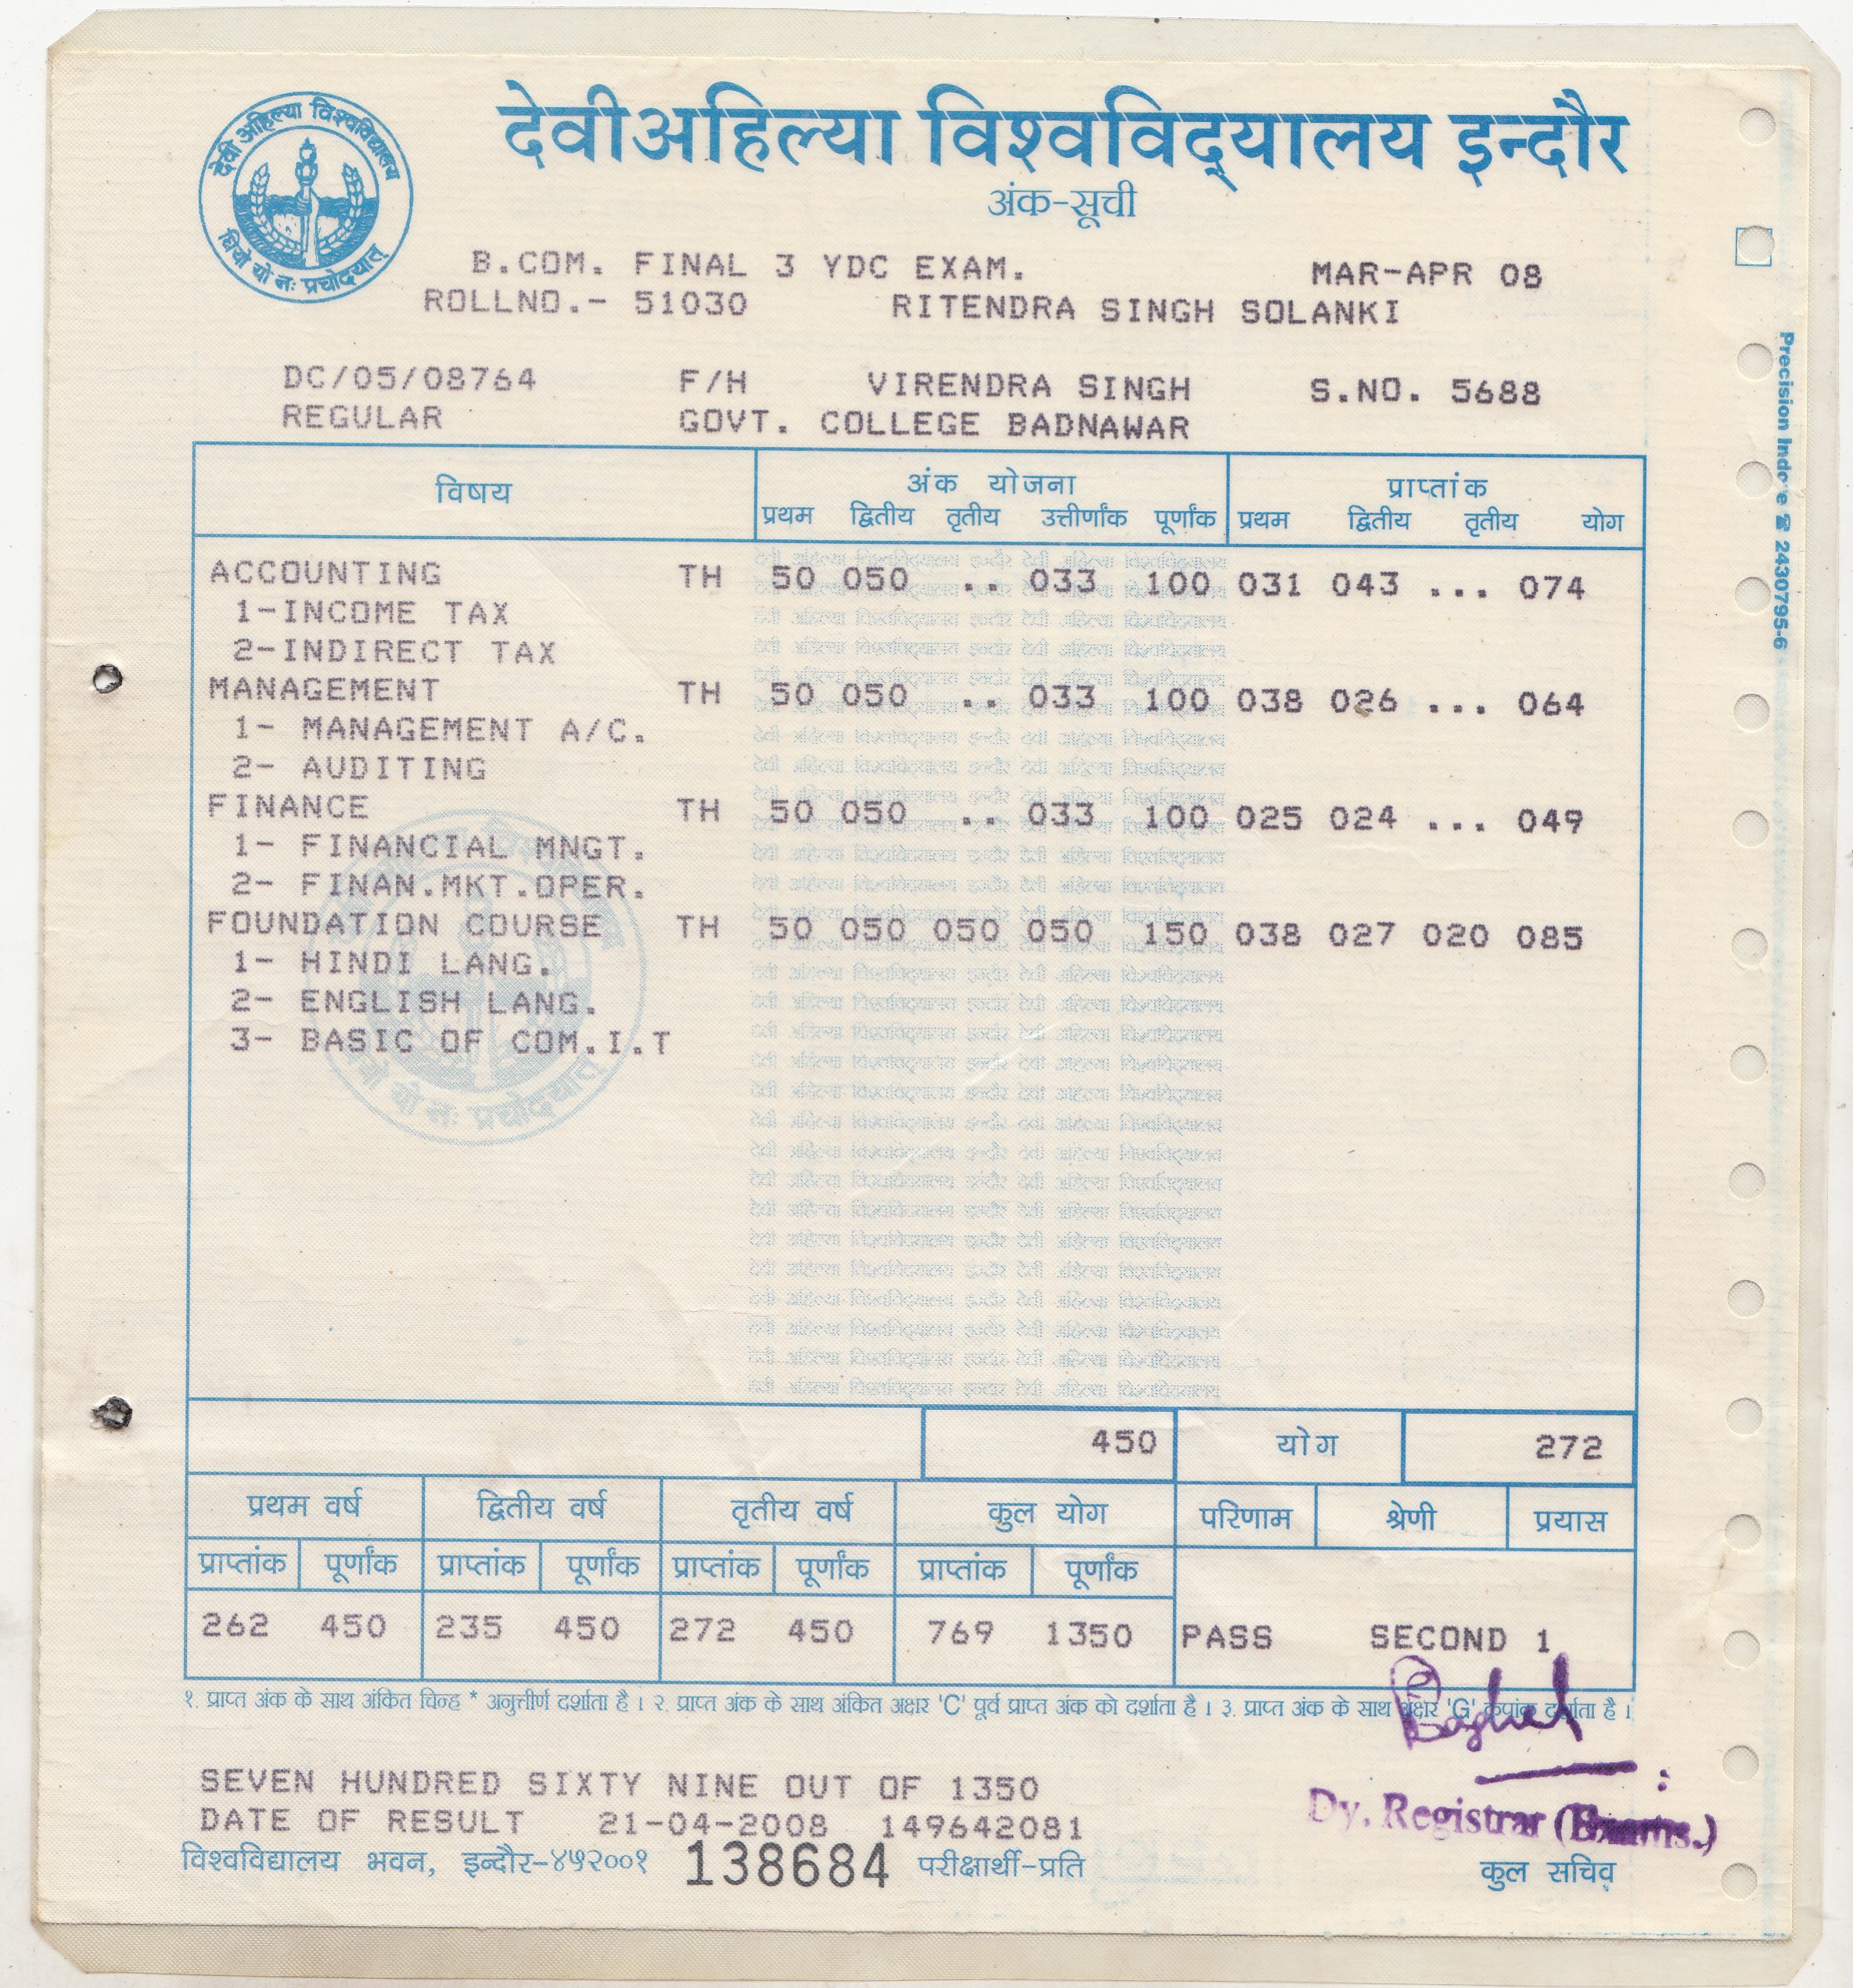 देवी अहिल्या विश्वविद्यालय
धियो यो नः प्रचोदयात्
देवीअहिल्या विश्वविद्यालय इन्दौर
अंक-सूची
B.COM. FINAL 3 YDC EXAM. MAR-APR 08
ROLLNO.- 51030 RITENDRA SINGH SOLANKI
DC/05/08764 F/H VIRENDRA SINGH S.NO. 5688
REGULAR GOVT. COLLEGE BADNAWAR
विषय अंक योजना प्राप्तांक
प्रथम द्वितीय तृतीय उत्तीर्णांक पूर्णांक प्रथम द्वितीय तृतीय योग
ACCOUNTING TH 50 050 .. 033 100 031 043 ... 074
1-INCOME TAX
2-INDIRECT TAX
MANAGEMENT TH 50 050 .. 033 100 038 026 ... 064
1- MANAGEMENT A/C.
2- AUDITING
FINANCE TH 50 050 .. 033 100 025 024 ... 049
1- FINANCIAL MNGT.
2- FINAN.MKT.OPER.
FOUNDATION COURSE TH 50 050 050 050 150 038 027 020 085
1- HINDI LANG.
2- ENGLISH LANG.
3- BASIC OF COM.I.T
यो नः प्रचोदयात्
450 योग 272
प्रथम वर्ष द्वितीय वर्ष तृतीय वर्ष कुल योग परिणाम श्रेणी प्रयास
प्राप्तांक पूर्णांक प्राप्तांक पूर्णांक प्राप्तांक पूर्णांक प्राप्तांक पूर्णांक
262 450 235 450 272 450 769 1350 PASS SECOND 1
१. प्राप्त अंक के साथ अंकित चिन्ह * अनुत्तीर्ण दर्शाता है । २. प्राप्त अंक के साथ अंकित अक्षर 'C' पूर्व प्राप्त अंक को दर्शाता है । ३. प्राप्त अंक के साथ अक्षर 'G' कृपांक दर्शाता है ।
SEVEN HUNDRED SIXTY NINE OUT OF 1350
DATE OF RESULT 21-04-2008 149642081
Dy. Registrar (Exams.)
विश्वविद्यालय भवन, इन्दौर-४५२००१ 138684 परीक्षार्थी-प्रति कुल सचिव
Precision Indore ☎ 2430795-6